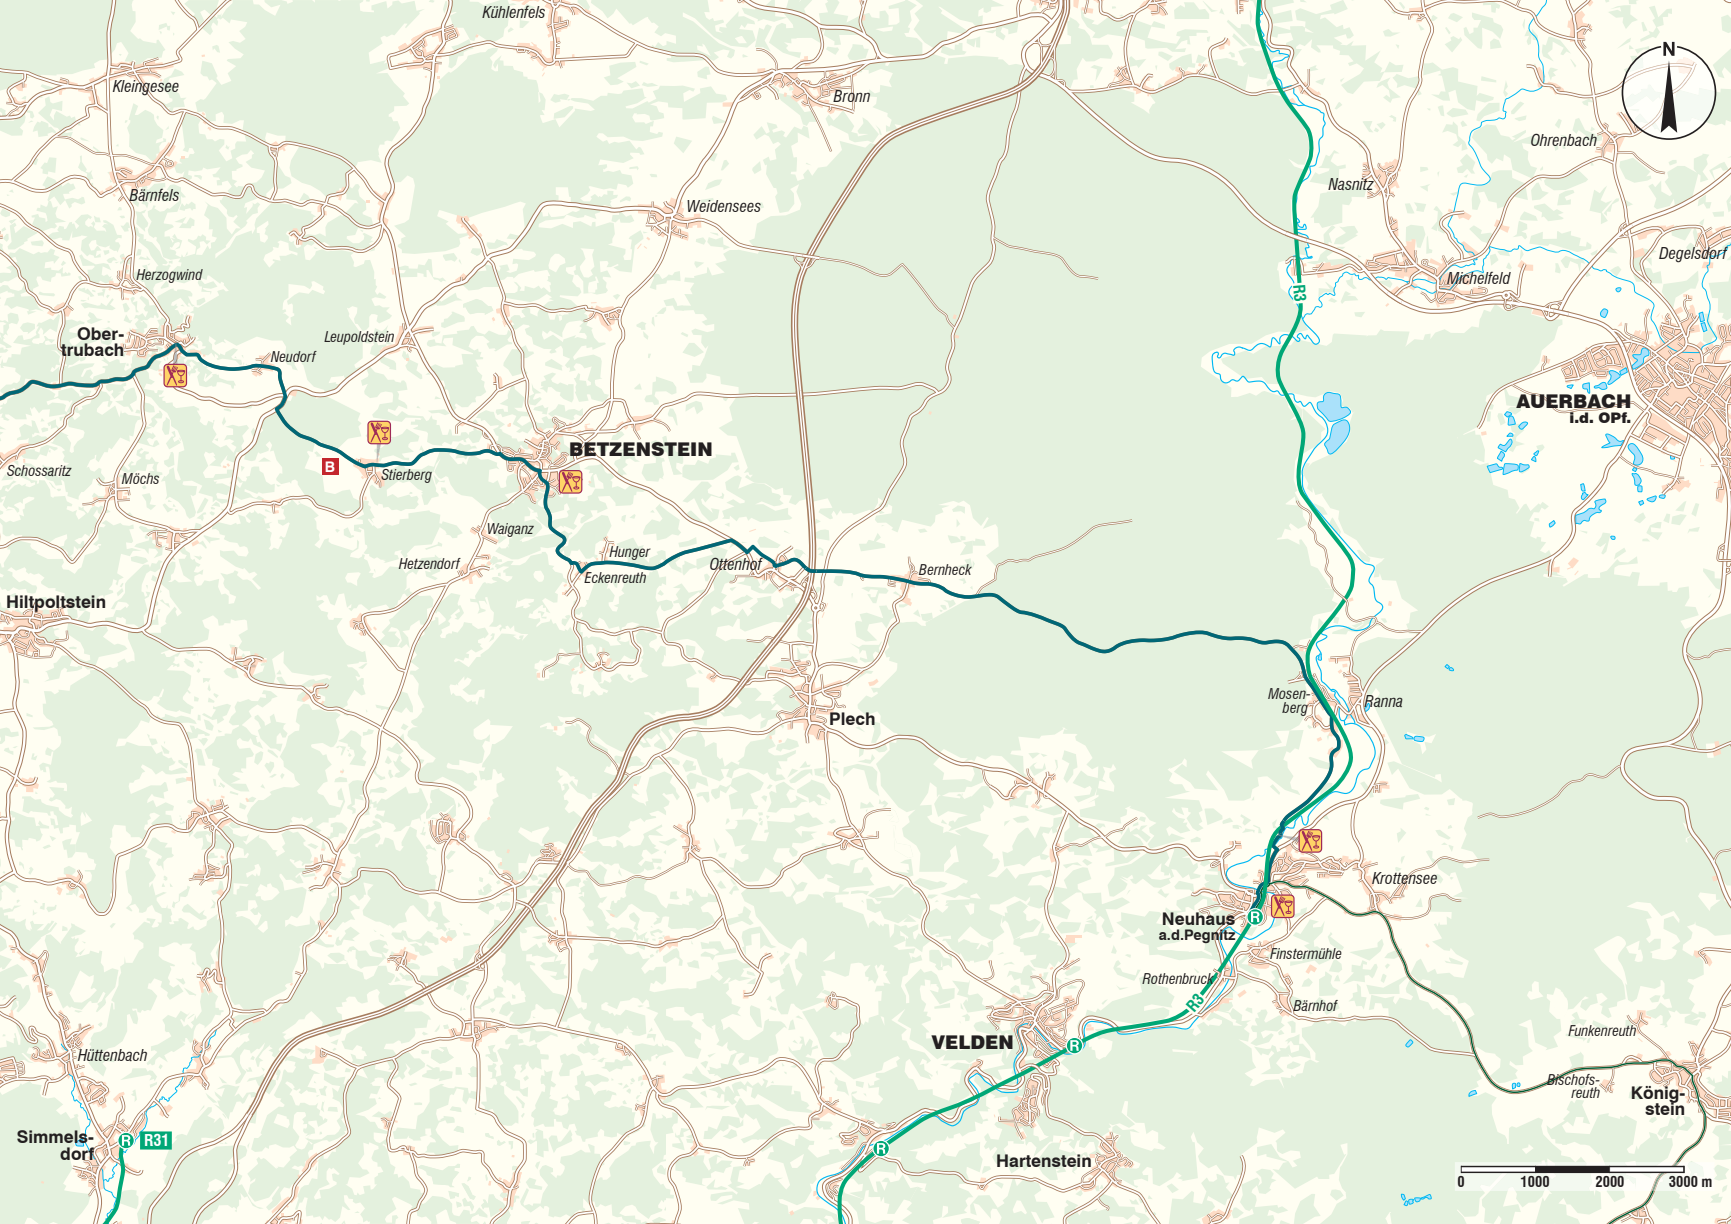 Kühlenfels
N
Kleingesee
Bronn
Ohrenbach
Bärnfels
Nasnitz
Weidensees
Degelsdorf
Herzogwind
Michelfeld
R3
Ober-
trubach
Leupoldstein
Neudorf
AUERBACH
i.d. OPf.
BETZENSTEIN
B
Schossaritz
Stierberg
Möchs
Waiganz
Hunger
Hetzendorf
Ottenhof
Bernheck
Eckenreuth
Hiltpoltstein
Mosen-
berg
Ranna
Plech
Krottensee
Neuhaus
a.d.Pegnitz
R
Finstermühle
Rothenbruck
R3
Bärnhof
Funkenreuth
VELDEN
R
Hüttenbach
Bischofs-
reuth
König-
stein
Simmels-
dorf
R
R31
R
Hartenstein
0 1000 2000 3000 m